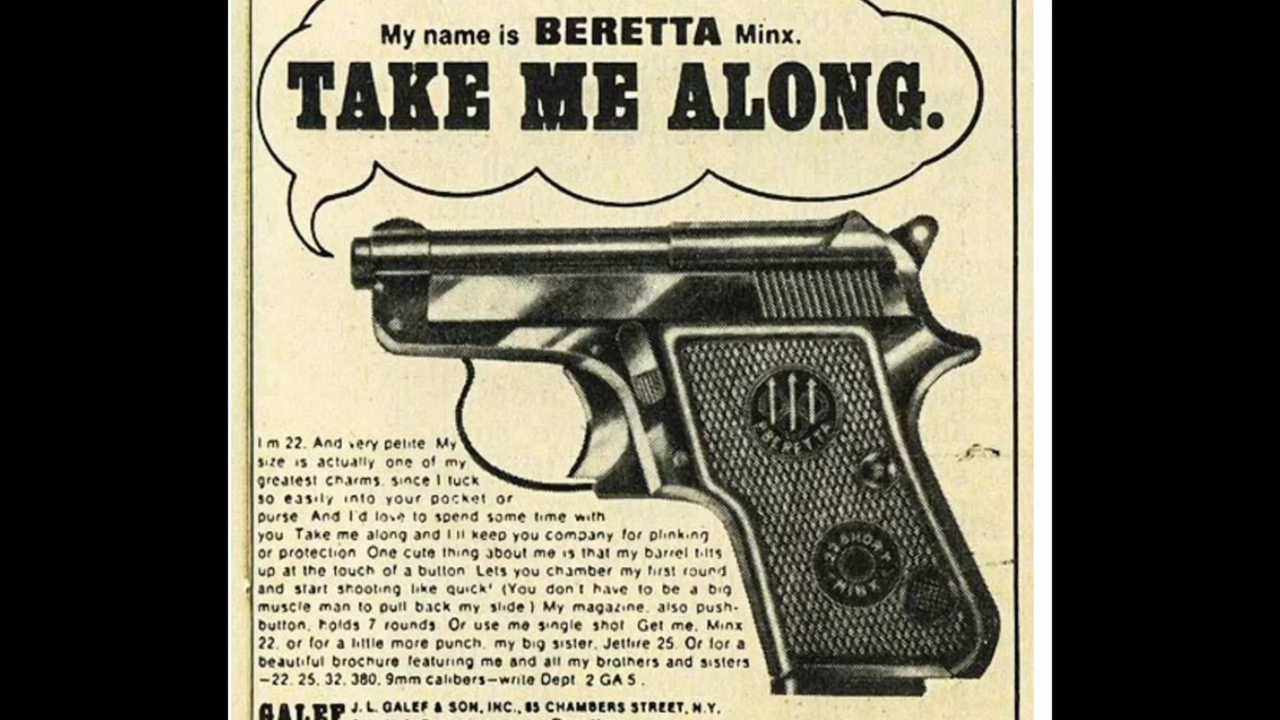 My name is BERETTA Minx.
TAKE ME ALONG.
I'm 22. And very petite. My
size is actually one of my
greatest charms, since I tuck
so easily into your pocket or
purse. And I'd love to spend some time with
you. Take me along and I'll keep you company for plinking
or protection. One cute thing about me is that my barrel tilts
up at the touch of a button. Lets you chamber my first round
and start shooting like quick! (You don't have to be a big
muscle man to pull back my slide.) My magazine, also push-
button, holds 7 rounds. Or use me single shot. Get me, Minx
22, or for a little more punch, my big sister, Jetfire 25. Or for a
beautiful brochure featuring me and all my brothers and sisters
—22, 25, 32, 380, 9mm calibers—write Dept. 2 GA 5.
GALEF J. L. GALEF & SON, INC., 85 CHAMBERS STREET, N.Y.
BERETTA
22 SHORT
MINX